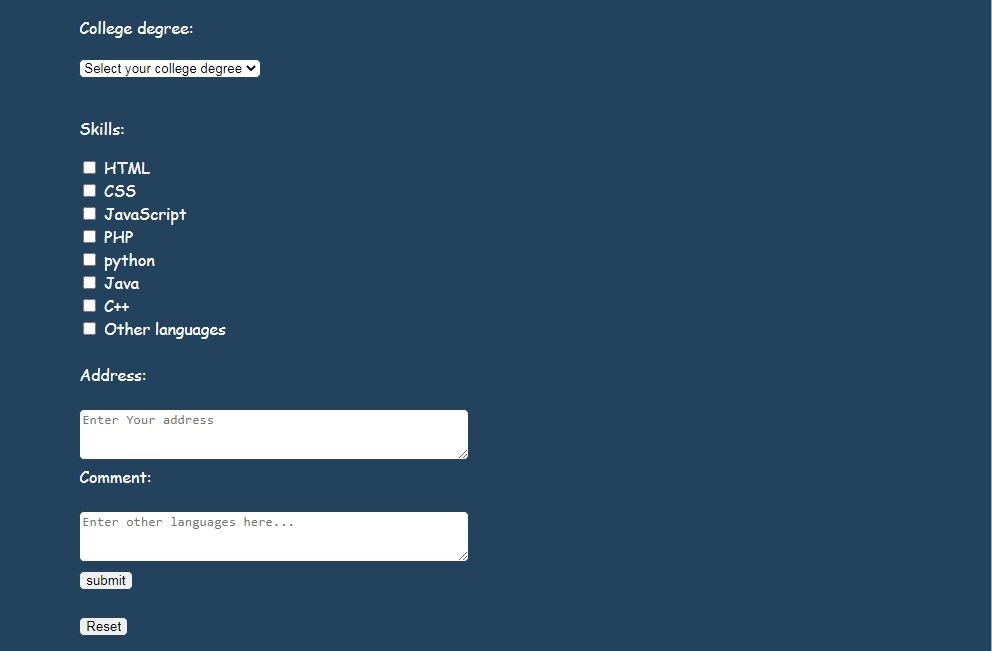 College degree:
Select your college degree
Skills:
HTML
CSS
JavaScript
PHP
python
Java
C++
Other languages
Address:
Enter Your address
Comment:
Enter other languages here...
submit
Reset